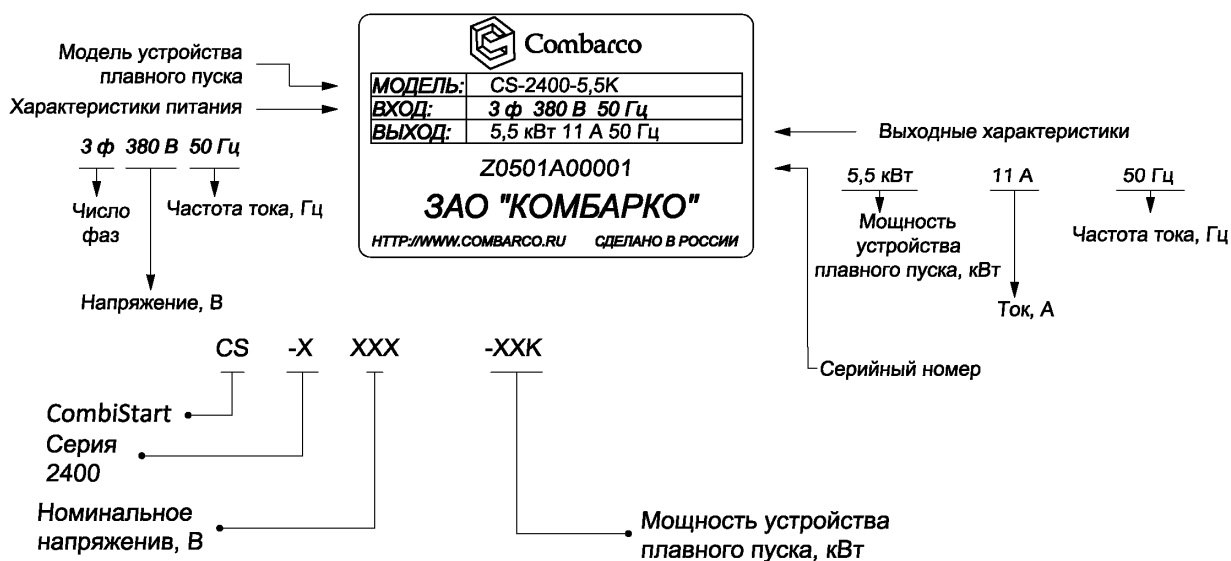 Combarco
Модель устройства
плавного пуска
МОДЕЛЬ: CS-2400-5,5K
Характеристики питания
ВХОД: 3 ф 380 В 50 Гц
ВЫХОД: 5,5 кВт 11 А 50 Гц
Выходные характеристики
3 ф 380 В 50 Гц
Z0501A00001
5,5 кВт 11 А 50 Гц
Число
фаз
Частота тока, Гц
ЗАО "КОМБАРКО"
Мощность
устройства
плавного пуска, кВт
Частота тока, Гц
HTTP://WWW.COMBARCO.RU СДЕЛАНО В РОССИИ
Напряжение, В
Ток, А
CS -X XXX -XXK
Серийный номер
CombiStart
Серия
2400
Номинальное
напряженив, В
Мощность устройства
плавного пуска, кВт